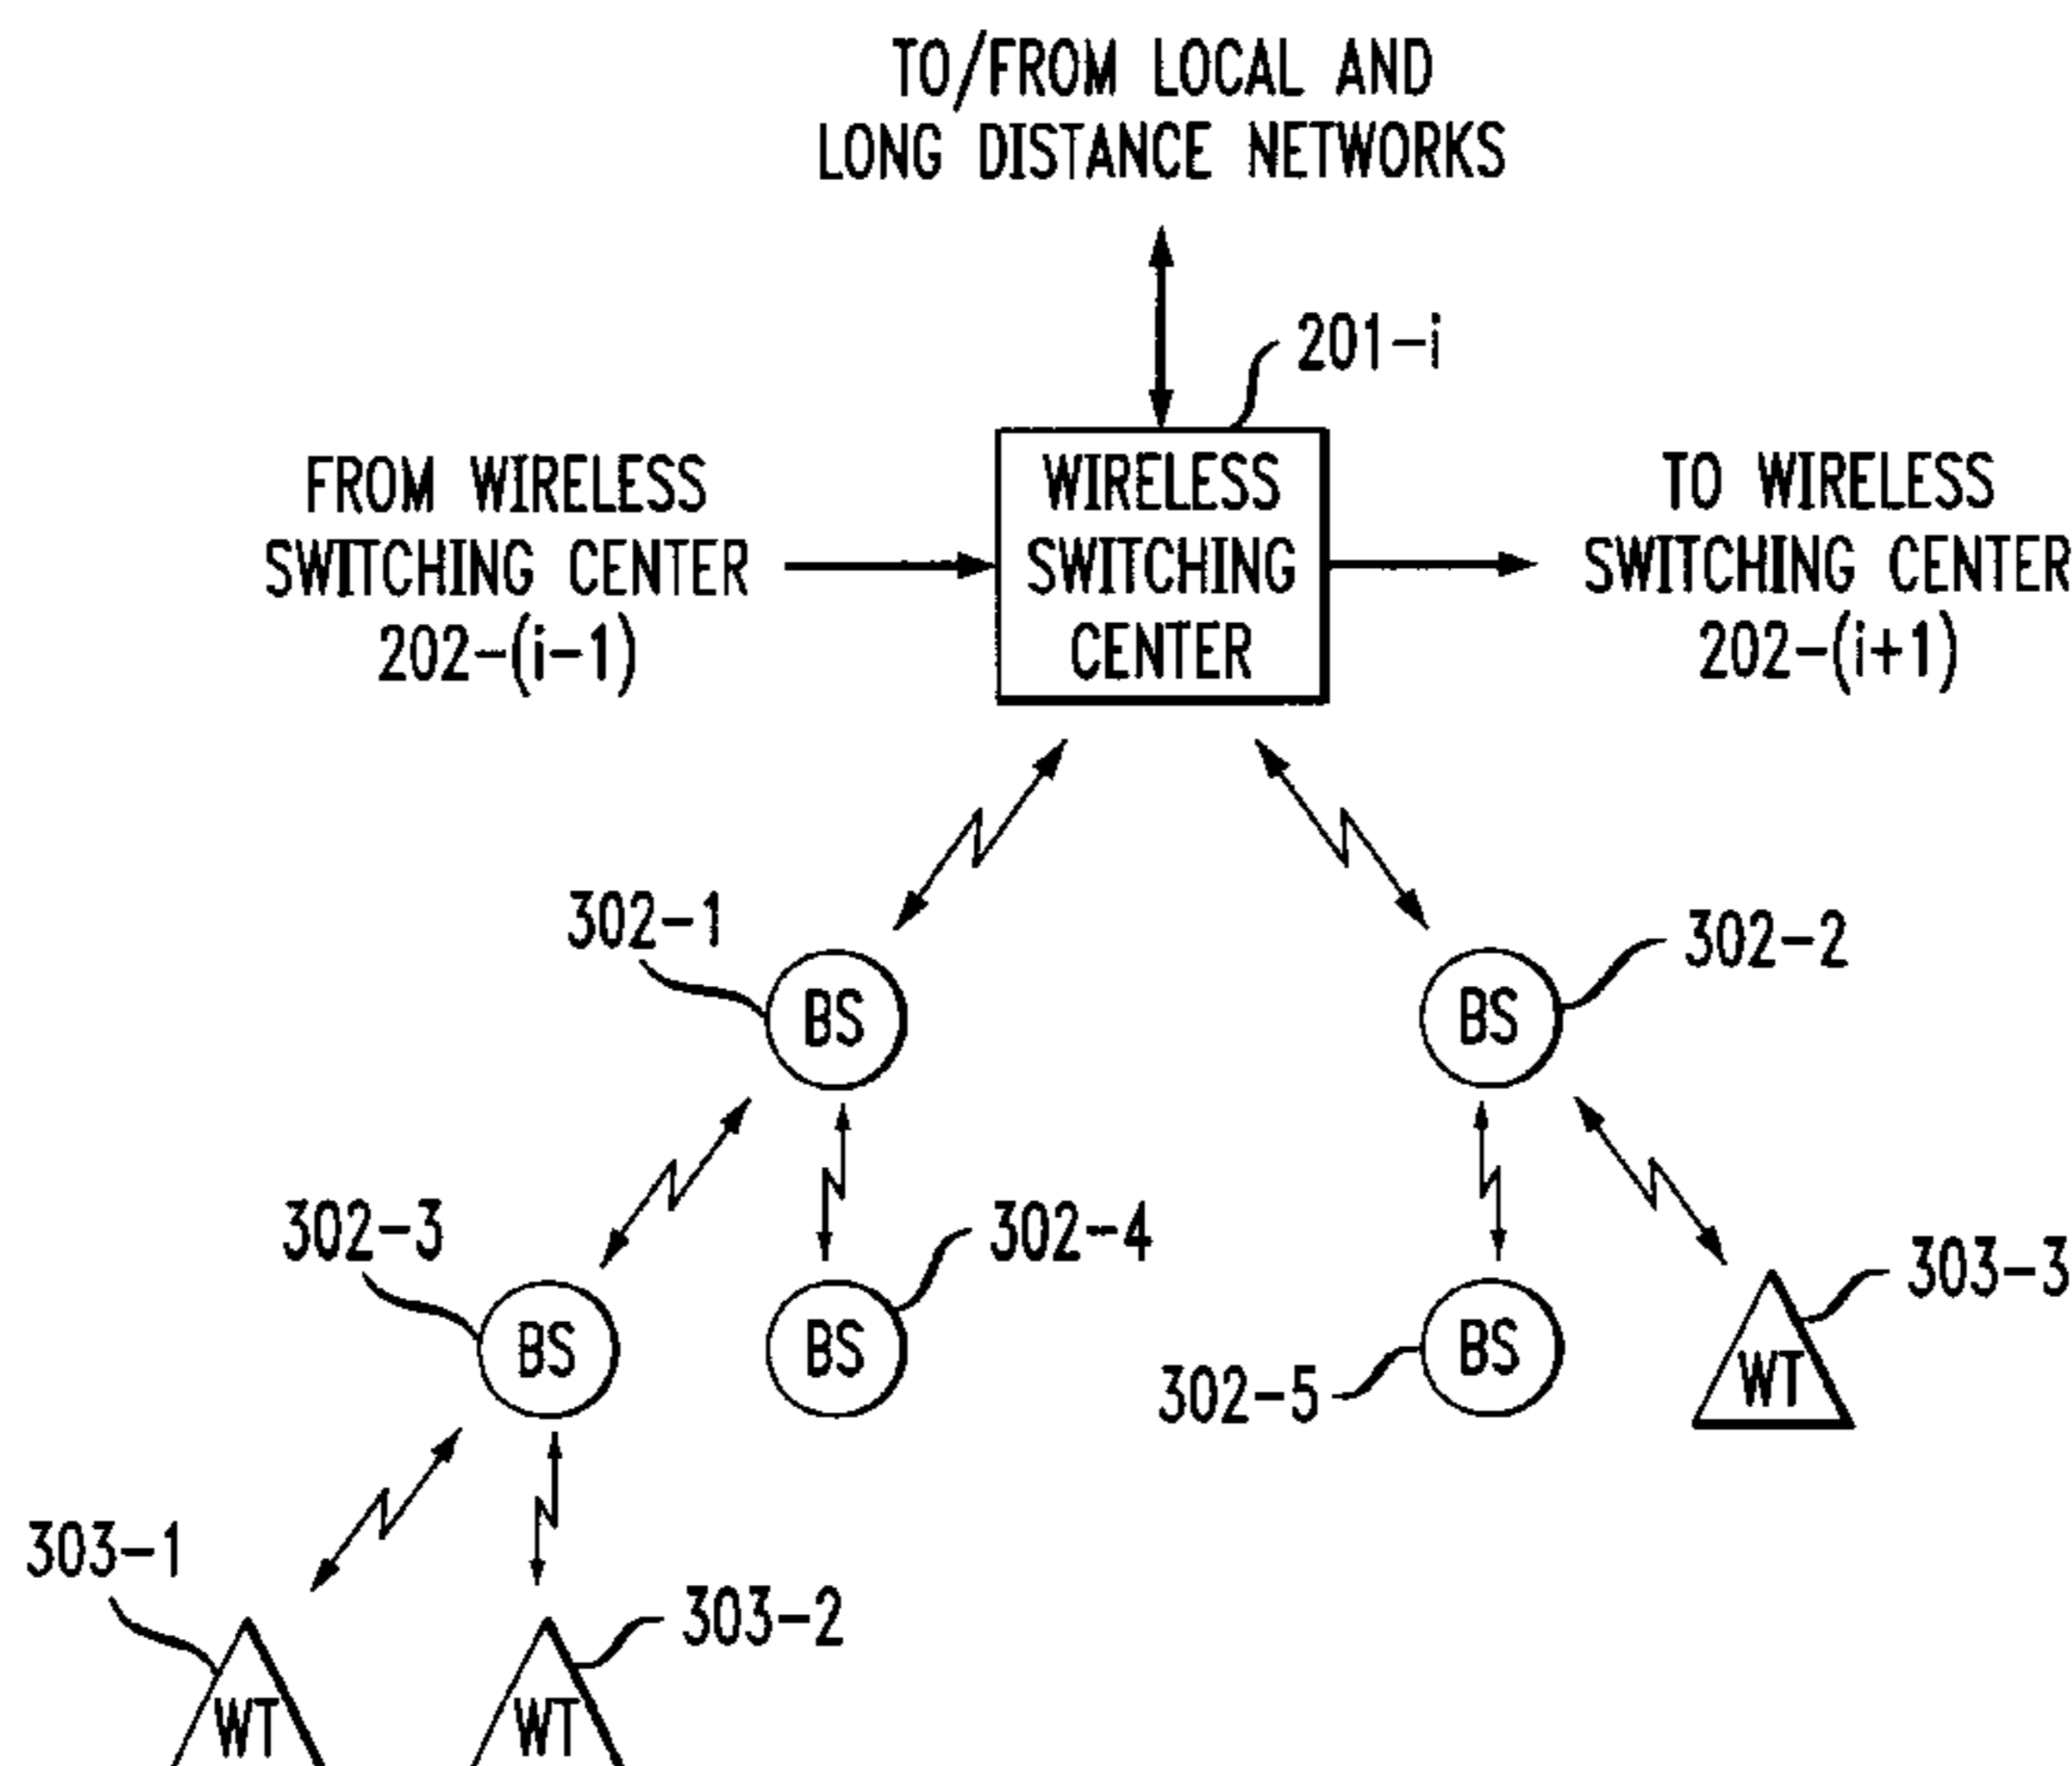 TO/FROM LOCAL AND
LONG DISTANCE NETWORKS
201-i
FROM WIRELESS
SWITCHING CENTER
202-(i-1)
WIRELESS
SWITCHING
CENTER
TO WIRELESS
SWITCHING CENTER
202-(i+1)
302-1
BS
BS
302-2
302-3
BS
302-4
BS
302-5
BS
303-3
WT
303-1
WT
303-2
WT